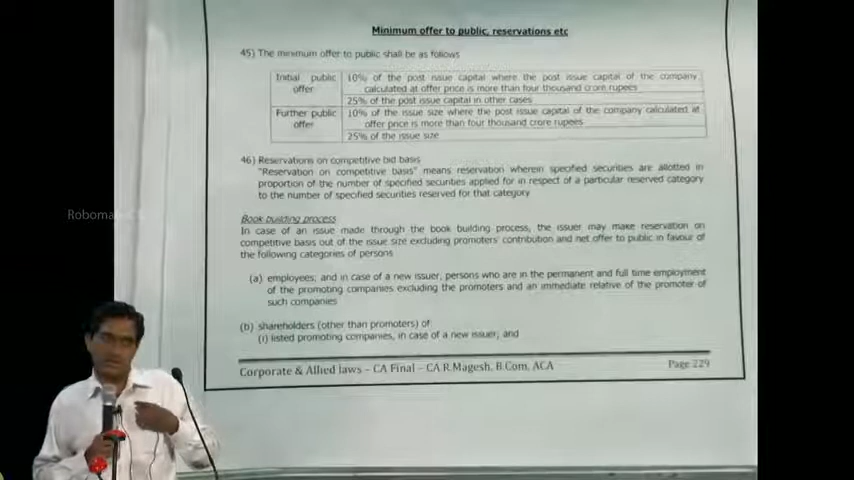 Minimum offer to public, reservations etc
45) The minimum offer to public shall be as follows
Initial public offer
10% of the post issue capital where the post issue capital of the company, calculated at offer price is more than four thousand crore rupees
25% of the post issue capital in other cases
Further public offer
10% of the issue size where the post issue capital of the company calculated at offer price is more than four thousand crore rupees
25% of the issue size
46) Reservations on competitive bid basis
"Reservation on competitive basis" means reservation wherein specified securities are allotted in
proportion of the number of specified securities applied for in respect of a particular reserved category
to the number of specified securities reserved for that category
Book building process
In case of an issue made through the book building process, the issuer may make reservation on
competitive basis out of the issue size excluding promoters' contribution and net offer to public in favour of
the following categories of persons
(a) employees; and in case of a new issuer, persons who are in the permanent and full time employment
of the promoting companies excluding the promoters and an immediate relative of the promoter of
such companies
(b) shareholders (other than promoters) of
(i) listed promoting companies, in case of a new issuer; and
Corporate & Allied laws – CA Final – CA R.Magesh, B.Com, ACA
Page 229